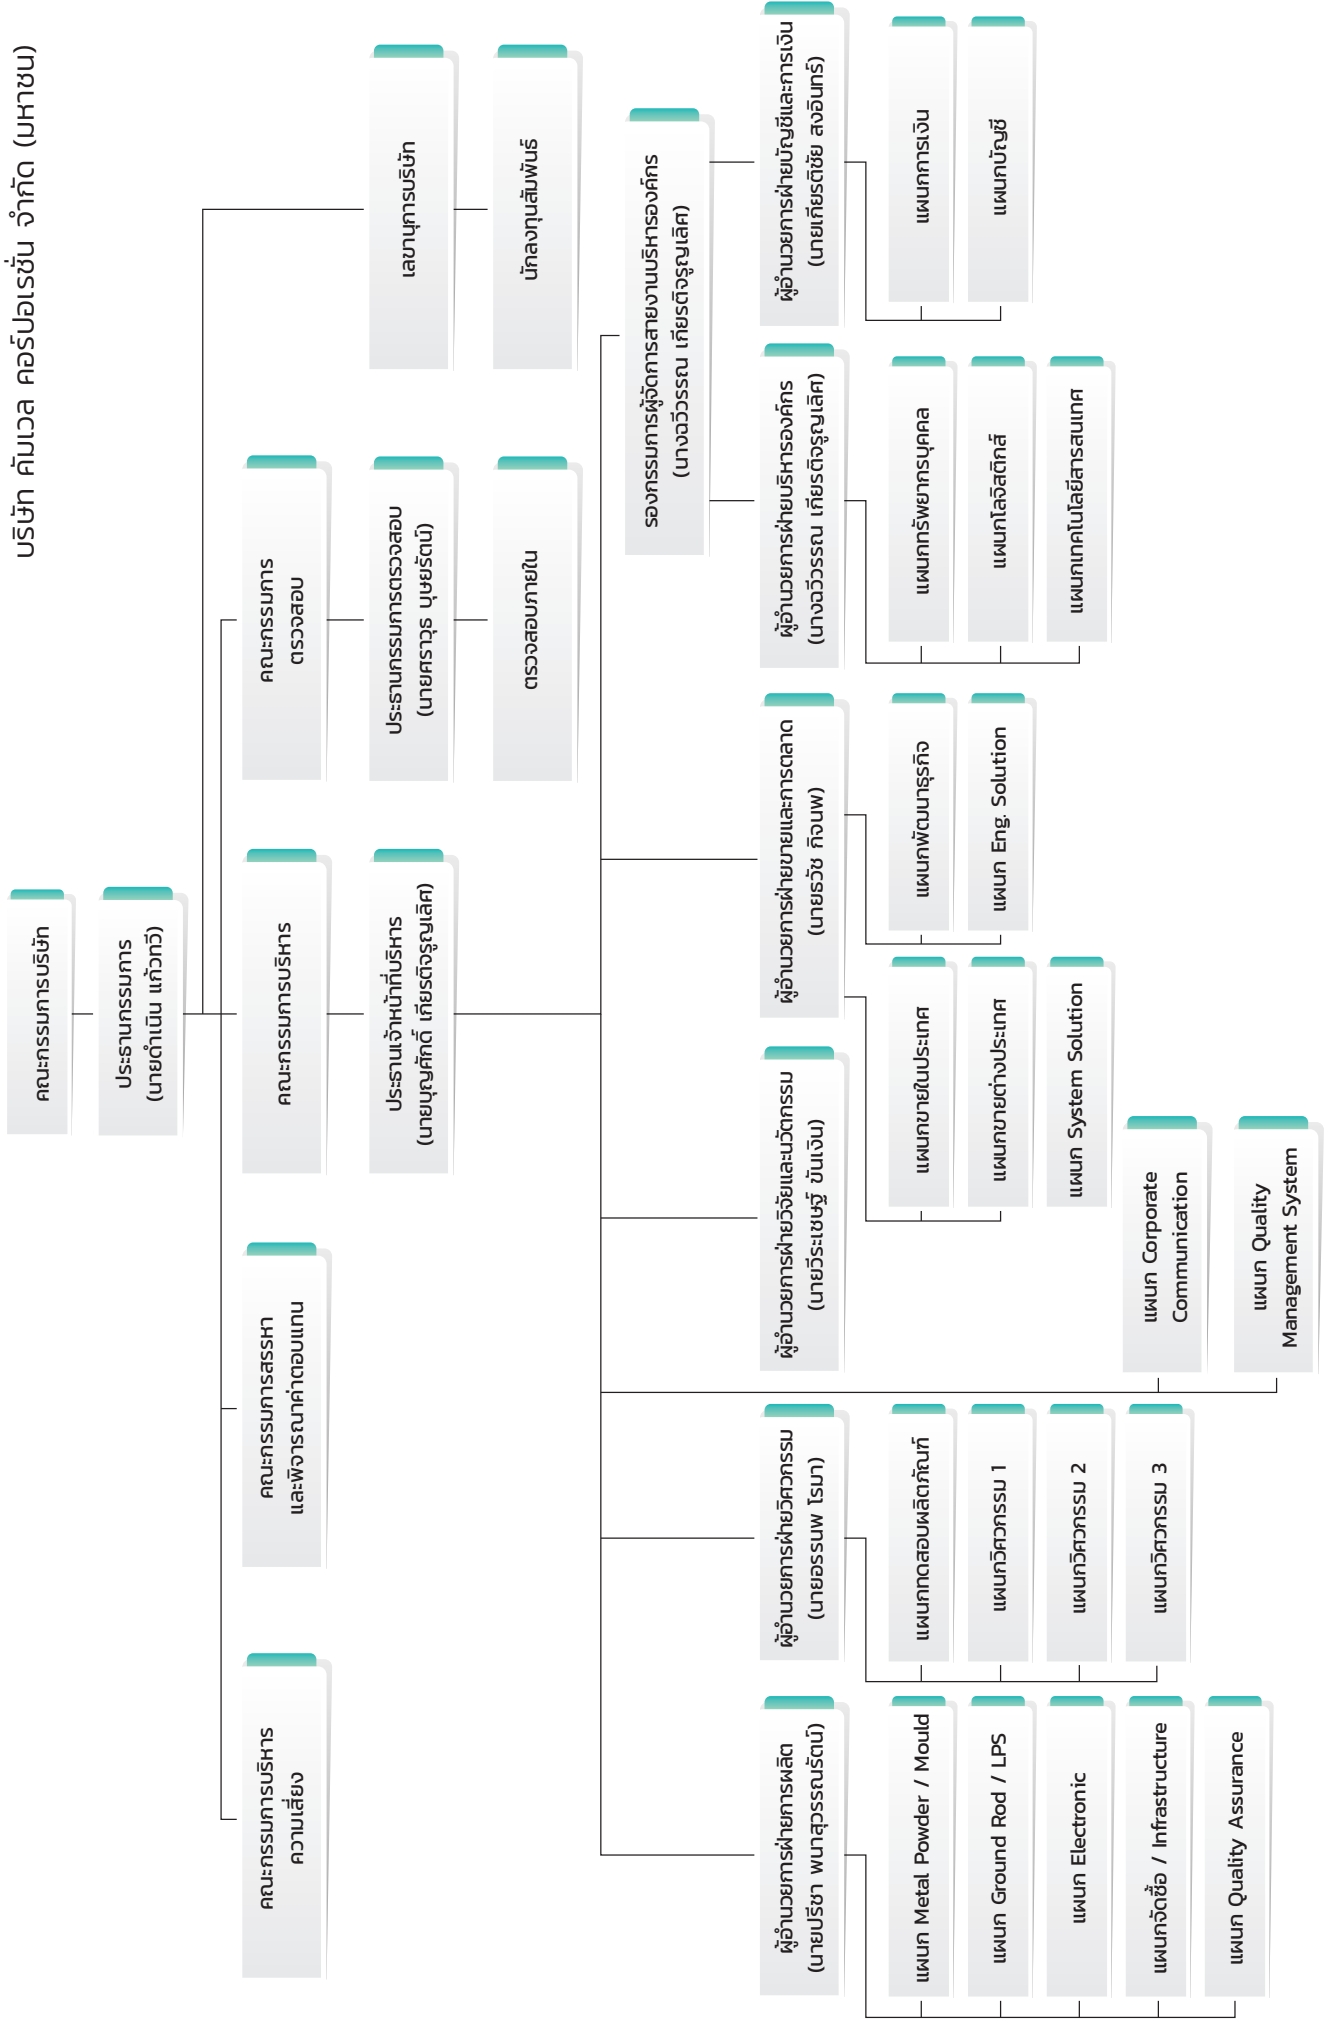 บริษัท คัมเวล คอร์ปอเรชั่น จำกัด (มหาชน)
คณะกรรมการบริษัท
ประธานกรรมการ
(นายดำเนิน แก้วทวี)
คณะกรรมการบริหาร
ความเสี่ยง
คณะกรรมการสรรหา
และพิจารณาค่าตอบแทน
คณะกรรมการบริหาร
คณะกรรมการ
ตรวจสอบ
ประธานเจ้าหน้าที่บริหาร
(นายบุญศักดิ์ เกียรติจรูญเลิศ)
ประธานกรรมการตรวจสอบ
(นายศราวุธ บุษยรัตน์)
เลขานุการบริษัท
ตรวจสอบภายใน
นักลงทุนสัมพันธ์
รองกรรมการผู้จัดการสายงานบริหารองค์กร
(นางฉวีวรรณ เกียรติจรูญเลิศ)
ผู้อำนวยการฝ่ายการผลิต
(นายปรีชา พนาสุวรรณรัตน์)
ผู้อำนวยการฝ่ายวิศวกรรม
(นายอรรนพ โรมา)
ผู้อำนวยการฝ่ายวิจัยและนวัตกรรม
(นายวีระเชษฐ์ ขันเงิน)
ผู้อำนวยการฝ่ายขายและการตลาด
(นายธวัช กิจนพ)
ผู้อำนวยการฝ่ายบริหารองค์กร
(นางฉวีวรรณ เกียรติจรูญเลิศ)
ผู้อำนวยการฝ่ายบัญชีและการเงิน
(นายเกียรติชัย สงอินทร์)
แผนก Metal Powder / Mould
แผนก Ground Rod / LPS
แผนก Electronic
แผนกจัดซื้อ / Infrastructure
แผนก Quality Assurance
แผนกทดสอบผลิตภัณฑ์
แผนกวิศวกรรม 1
แผนกวิศวกรรม 2
แผนกวิศวกรรม 3
แผนก Corporate
Communication
แผนก Quality
Management System
แผนกขายในประเทศ
แผนกขายต่างประเทศ
แผนก System Solution
แผนกพัฒนาธุรกิจ
แผนก Eng. Solution
แผนกทรัพยากรบุคคล
แผนกโลจิสติกส์
แผนกเทคโนโลยีสารสนเทศ
แผนกการเงิน
แผนกบัญชี